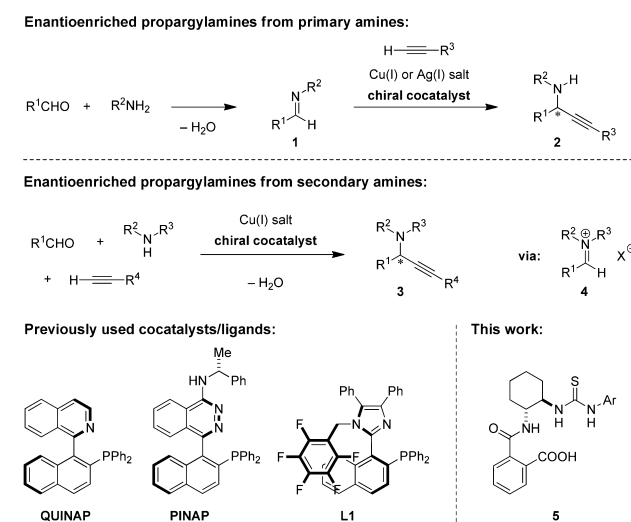 Enantioenriched propargylamines from primary amines:
H R³
Cu(I) or Ag(I) salt
chiral cocatalyst
R¹CHO + R²NH₂
– H₂O
N R²
R¹ H
1
R² N H
R¹ * R³
2
Enantioenriched propargylamines from secondary amines:
R¹CHO + R² N R³
H
+ H R⁴
Cu(I) salt
chiral cocatalyst
– H₂O
R² N R³
R¹ * R⁴
3
via:
R² N ⊕ R³ X ⊖
R¹ H
4
Previously used cocatalysts/ligands:
This work:
N
PPh₂
QUINAP
Me
HN Ph
N
N
PPh₂
PINAP
Ph Ph
N N
F F
F F
F
PPh₂
L1
S
N N Ar
H H
NH
O
COOH
5